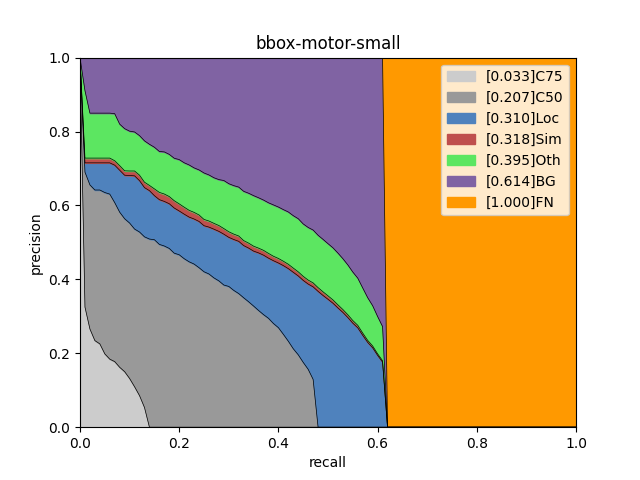 bbox-motor-small
1.0
0.8
0.6
0.4
0.2
0.0
precision
[0.033]C75
[0.207]C50
[0.310]Loc
[0.318]Sim
[0.395]Oth
[0.614]BG
[1.000]FN
0.0 0.2 0.4 0.6 0.8 1.0
recall